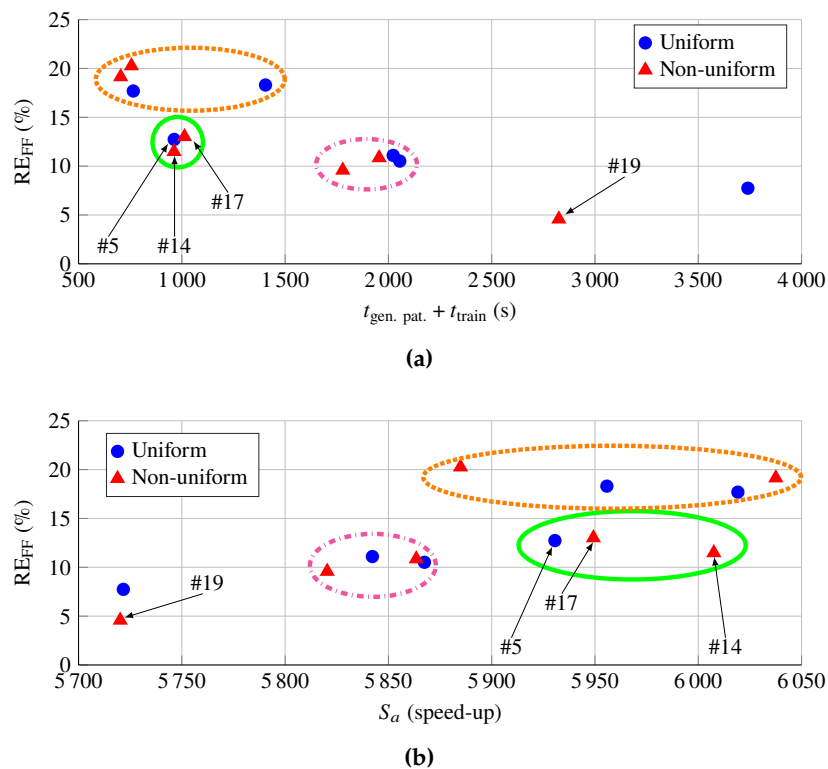 25
20
15
10
5
0
RE_FF (%)
Uniform
Non-uniform
#5
#14
#17
#19
500 1 000 1 500 2 000 2 500 3 000 3 500 4 000
t_gen. pat. + t_train (s)
(a)
25
20
15
10
5
0
RE_FF (%)
Uniform
Non-uniform
#19
#17
#5
#14
5 700 5 750 5 800 5 850 5 900 5 950 6 000 6 050
S_a (speed-up)
(b)